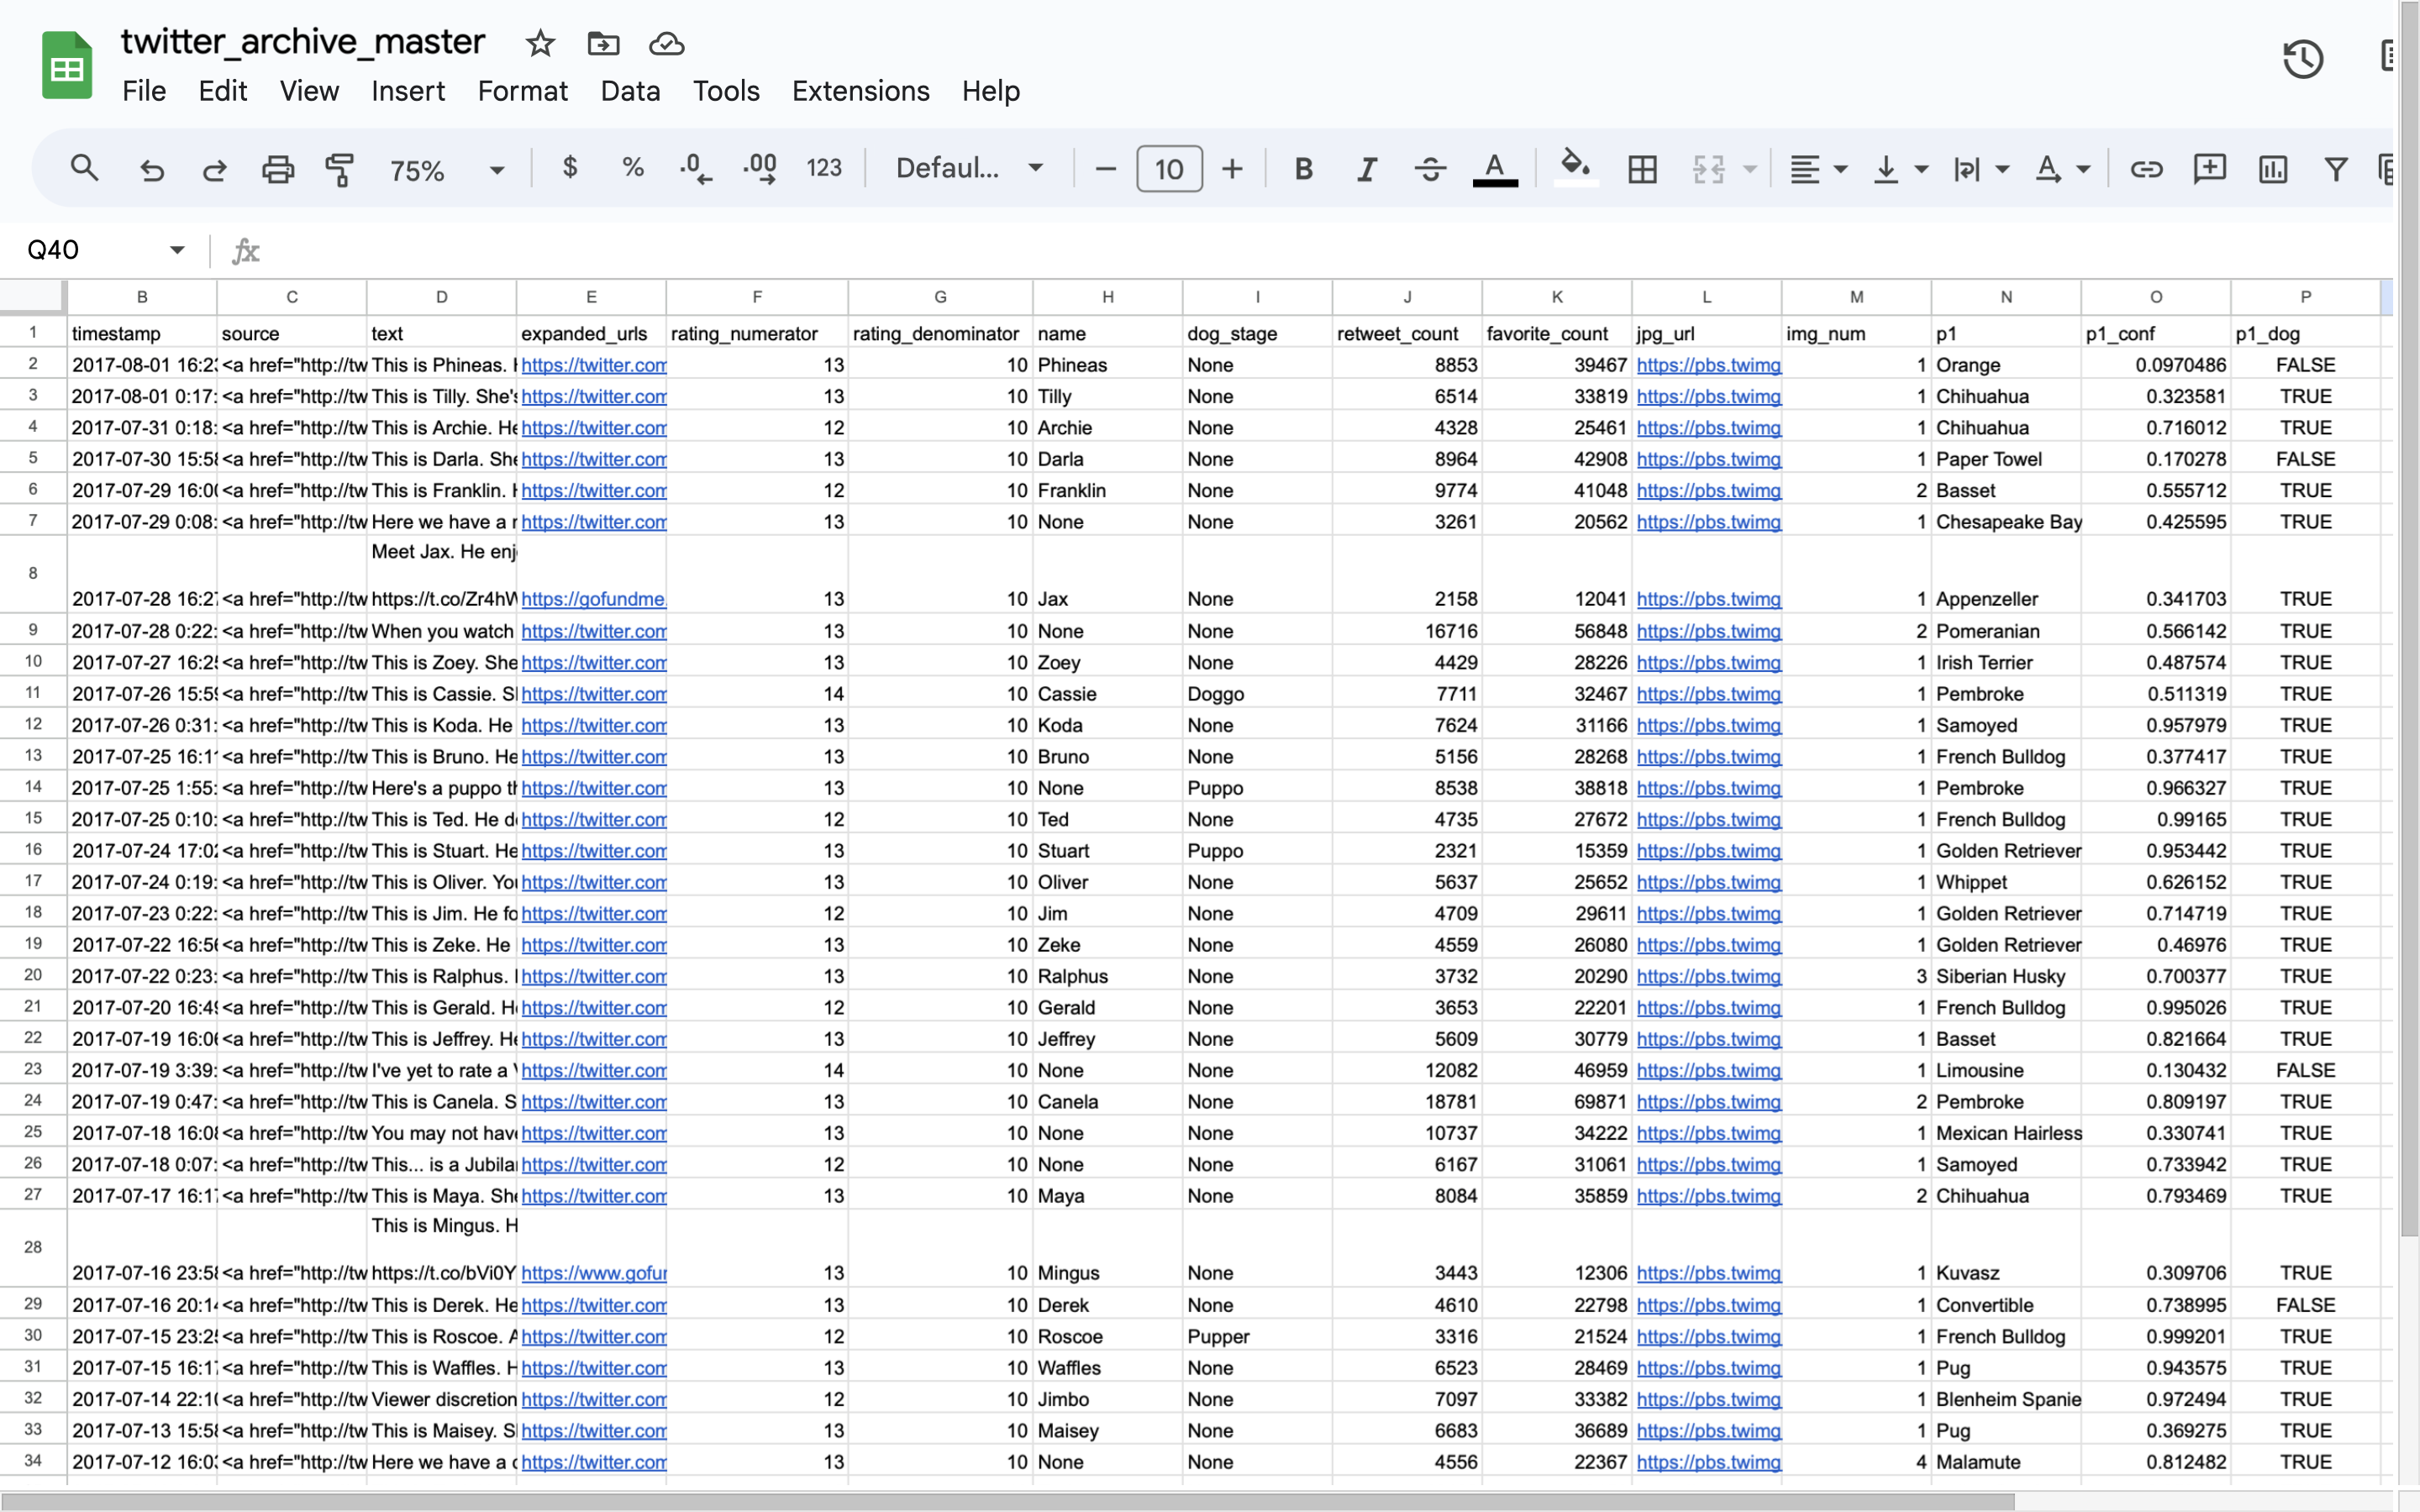 twitter_archive_master
File Edit View Insert Format Data Tools Extensions Help
75% $ % .0 .00 123 Defaul... 10 B I A A
Q40 fx
B C D E F G H I J K L M N O P
1 timestamp source text expanded_urls rating_numerator rating_denominator name dog_stage retweet_count favorite_count jpg_url img_num p1 p1_conf p1_dog
2 2017-08-01 16:2 <a href="http://tw This is Phineas. https://twitter.com 13 10 Phineas None 8853 39467 https://pbs.twimg 1 Orange 0.0970486 FALSE
3 2017-08-01 0:17: <a href="http://tw This is Tilly. She's https://twitter.com 13 10 Tilly None 6514 33819 https://pbs.twimg 1 Chihuahua 0.323581 TRUE
4 2017-07-31 0:18: <a href="http://tw This is Archie. He https://twitter.com 12 10 Archie None 4328 25461 https://pbs.twimg 1 Chihuahua 0.716012 TRUE
5 2017-07-30 15:5 <a href="http://tw This is Darla. She https://twitter.com 13 10 Darla None 8964 42908 https://pbs.twimg 1 Paper Towel 0.170278 FALSE
6 2017-07-29 16:0 <a href="http://tw This is Franklin. https://twitter.com 12 10 Franklin None 9774 41048 https://pbs.twimg 2 Basset 0.555712 TRUE
7 2017-07-29 0:08: <a href="http://tw Here we have a https://twitter.com 13 10 None None 3261 20562 https://pbs.twimg 1 Chesapeake Bay 0.425595 TRUE
Meet Jax. He enj
8 2017-07-28 16:2 <a href="http://tw https://t.co/Zr4hW https://gofundme. 13 10 Jax None 2158 12041 https://pbs.twimg 1 Appenzeller 0.341703 TRUE
9 2017-07-28 0:22: <a href="http://tw When you watch https://twitter.com 13 10 None None 16716 56848 https://pbs.twimg 2 Pomeranian 0.566142 TRUE
10 2017-07-27 16:2 <a href="http://tw This is Zoey. She https://twitter.com 13 10 Zoey None 4429 28226 https://pbs.twimg 1 Irish Terrier 0.487574 TRUE
11 2017-07-26 15:5 <a href="http://tw This is Cassie. S https://twitter.com 14 10 Cassie Doggo 7711 32467 https://pbs.twimg 1 Pembroke 0.511319 TRUE
12 2017-07-26 0:31: <a href="http://tw This is Koda. He https://twitter.com 13 10 Koda None 7624 31166 https://pbs.twimg 1 Samoyed 0.957979 TRUE
13 2017-07-25 16:1 <a href="http://tw This is Bruno. He https://twitter.com 13 10 Bruno None 5156 28268 https://pbs.twimg 1 French Bulldog 0.377417 TRUE
14 2017-07-25 1:55: <a href="http://tw Here's a puppo th https://twitter.com 13 10 None Puppo 8538 38818 https://pbs.twimg 1 Pembroke 0.966327 TRUE
15 2017-07-25 0:10: <a href="http://tw This is Ted. He d https://twitter.com 12 10 Ted None 4735 27672 https://pbs.twimg 1 French Bulldog 0.99165 TRUE
16 2017-07-24 17:0 <a href="http://tw This is Stuart. He https://twitter.com 13 10 Stuart Puppo 2321 15359 https://pbs.twimg 1 Golden Retriever 0.953442 TRUE
17 2017-07-24 0:19: <a href="http://tw This is Oliver. You https://twitter.com 13 10 Oliver None 5637 25652 https://pbs.twimg 1 Whippet 0.626152 TRUE
18 2017-07-23 0:22: <a href="http://tw This is Jim. He fo https://twitter.com 12 10 Jim None 4709 29611 https://pbs.twimg 1 Golden Retriever 0.714719 TRUE
19 2017-07-22 16:5 <a href="http://tw This is Zeke. He https://twitter.com 13 10 Zeke None 4559 26080 https://pbs.twimg 1 Golden Retriever 0.46976 TRUE
20 2017-07-22 0:23: <a href="http://tw This is Ralphus. https://twitter.com 13 10 Ralphus None 3732 20290 https://pbs.twimg 3 Siberian Husky 0.700377 TRUE
21 2017-07-20 16:4 <a href="http://tw This is Gerald. He https://twitter.com 12 10 Gerald None 3653 22201 https://pbs.twimg 1 French Bulldog 0.995026 TRUE
22 2017-07-19 16:0 <a href="http://tw This is Jeffrey. He https://twitter.com 13 10 Jeffrey None 5609 30779 https://pbs.twimg 1 Basset 0.821664 TRUE
23 2017-07-19 3:39: <a href="http://tw I've yet to rate a https://twitter.com 14 10 None None 12082 46959 https://pbs.twimg 1 Limousine 0.130432 FALSE
24 2017-07-19 0:47: <a href="http://tw This is Canela. S https://twitter.com 13 10 Canela None 18781 69871 https://pbs.twimg 2 Pembroke 0.809197 TRUE
25 2017-07-18 16:0 <a href="http://tw You may not have https://twitter.com 13 10 None None 10737 34222 https://pbs.twimg 1 Mexican Hairless 0.330741 TRUE
26 2017-07-18 0:07: <a href="http://tw This... is a Jubila https://twitter.com 12 10 None None 6167 31061 https://pbs.twimg 1 Samoyed 0.733942 TRUE
27 2017-07-17 16:1 <a href="http://tw This is Maya. She https://twitter.com 13 10 Maya None 8084 35859 https://pbs.twimg 2 Chihuahua 0.793469 TRUE
This is Mingus. H
28 2017-07-16 23:5 <a href="http://tw https://t.co/bVi0Y https://www.gofu 13 10 Mingus None 3443 12306 https://pbs.twimg 1 Kuvasz 0.309706 TRUE
29 2017-07-16 20:1 <a href="http://tw This is Derek. He https://twitter.com 13 10 Derek None 4610 22798 https://pbs.twimg 1 Convertible 0.738995 FALSE
30 2017-07-15 23:2 <a href="http://tw This is Roscoe. A https://twitter.com 12 10 Roscoe Pupper 3316 21524 https://pbs.twimg 1 French Bulldog 0.999201 TRUE
31 2017-07-15 16:1 <a href="http://tw This is Waffles. H https://twitter.com 13 10 Waffles None 6523 28469 https://pbs.twimg 1 Pug 0.943575 TRUE
32 2017-07-14 22:1 <a href="http://tw Viewer discretion https://twitter.com 12 10 Jimbo None 7097 33382 https://pbs.twimg 1 Blenheim Spanie 0.972494 TRUE
33 2017-07-13 15:5 <a href="http://tw This is Maisey. S https://twitter.com 13 10 Maisey None 6683 36689 https://pbs.twimg 1 Pug 0.369275 TRUE
34 2017-07-12 16:0 <a href="http://tw Here we have a https://twitter.com 13 10 None None 4556 22367 https://pbs.twimg 4 Malamute 0.812482 TRUE